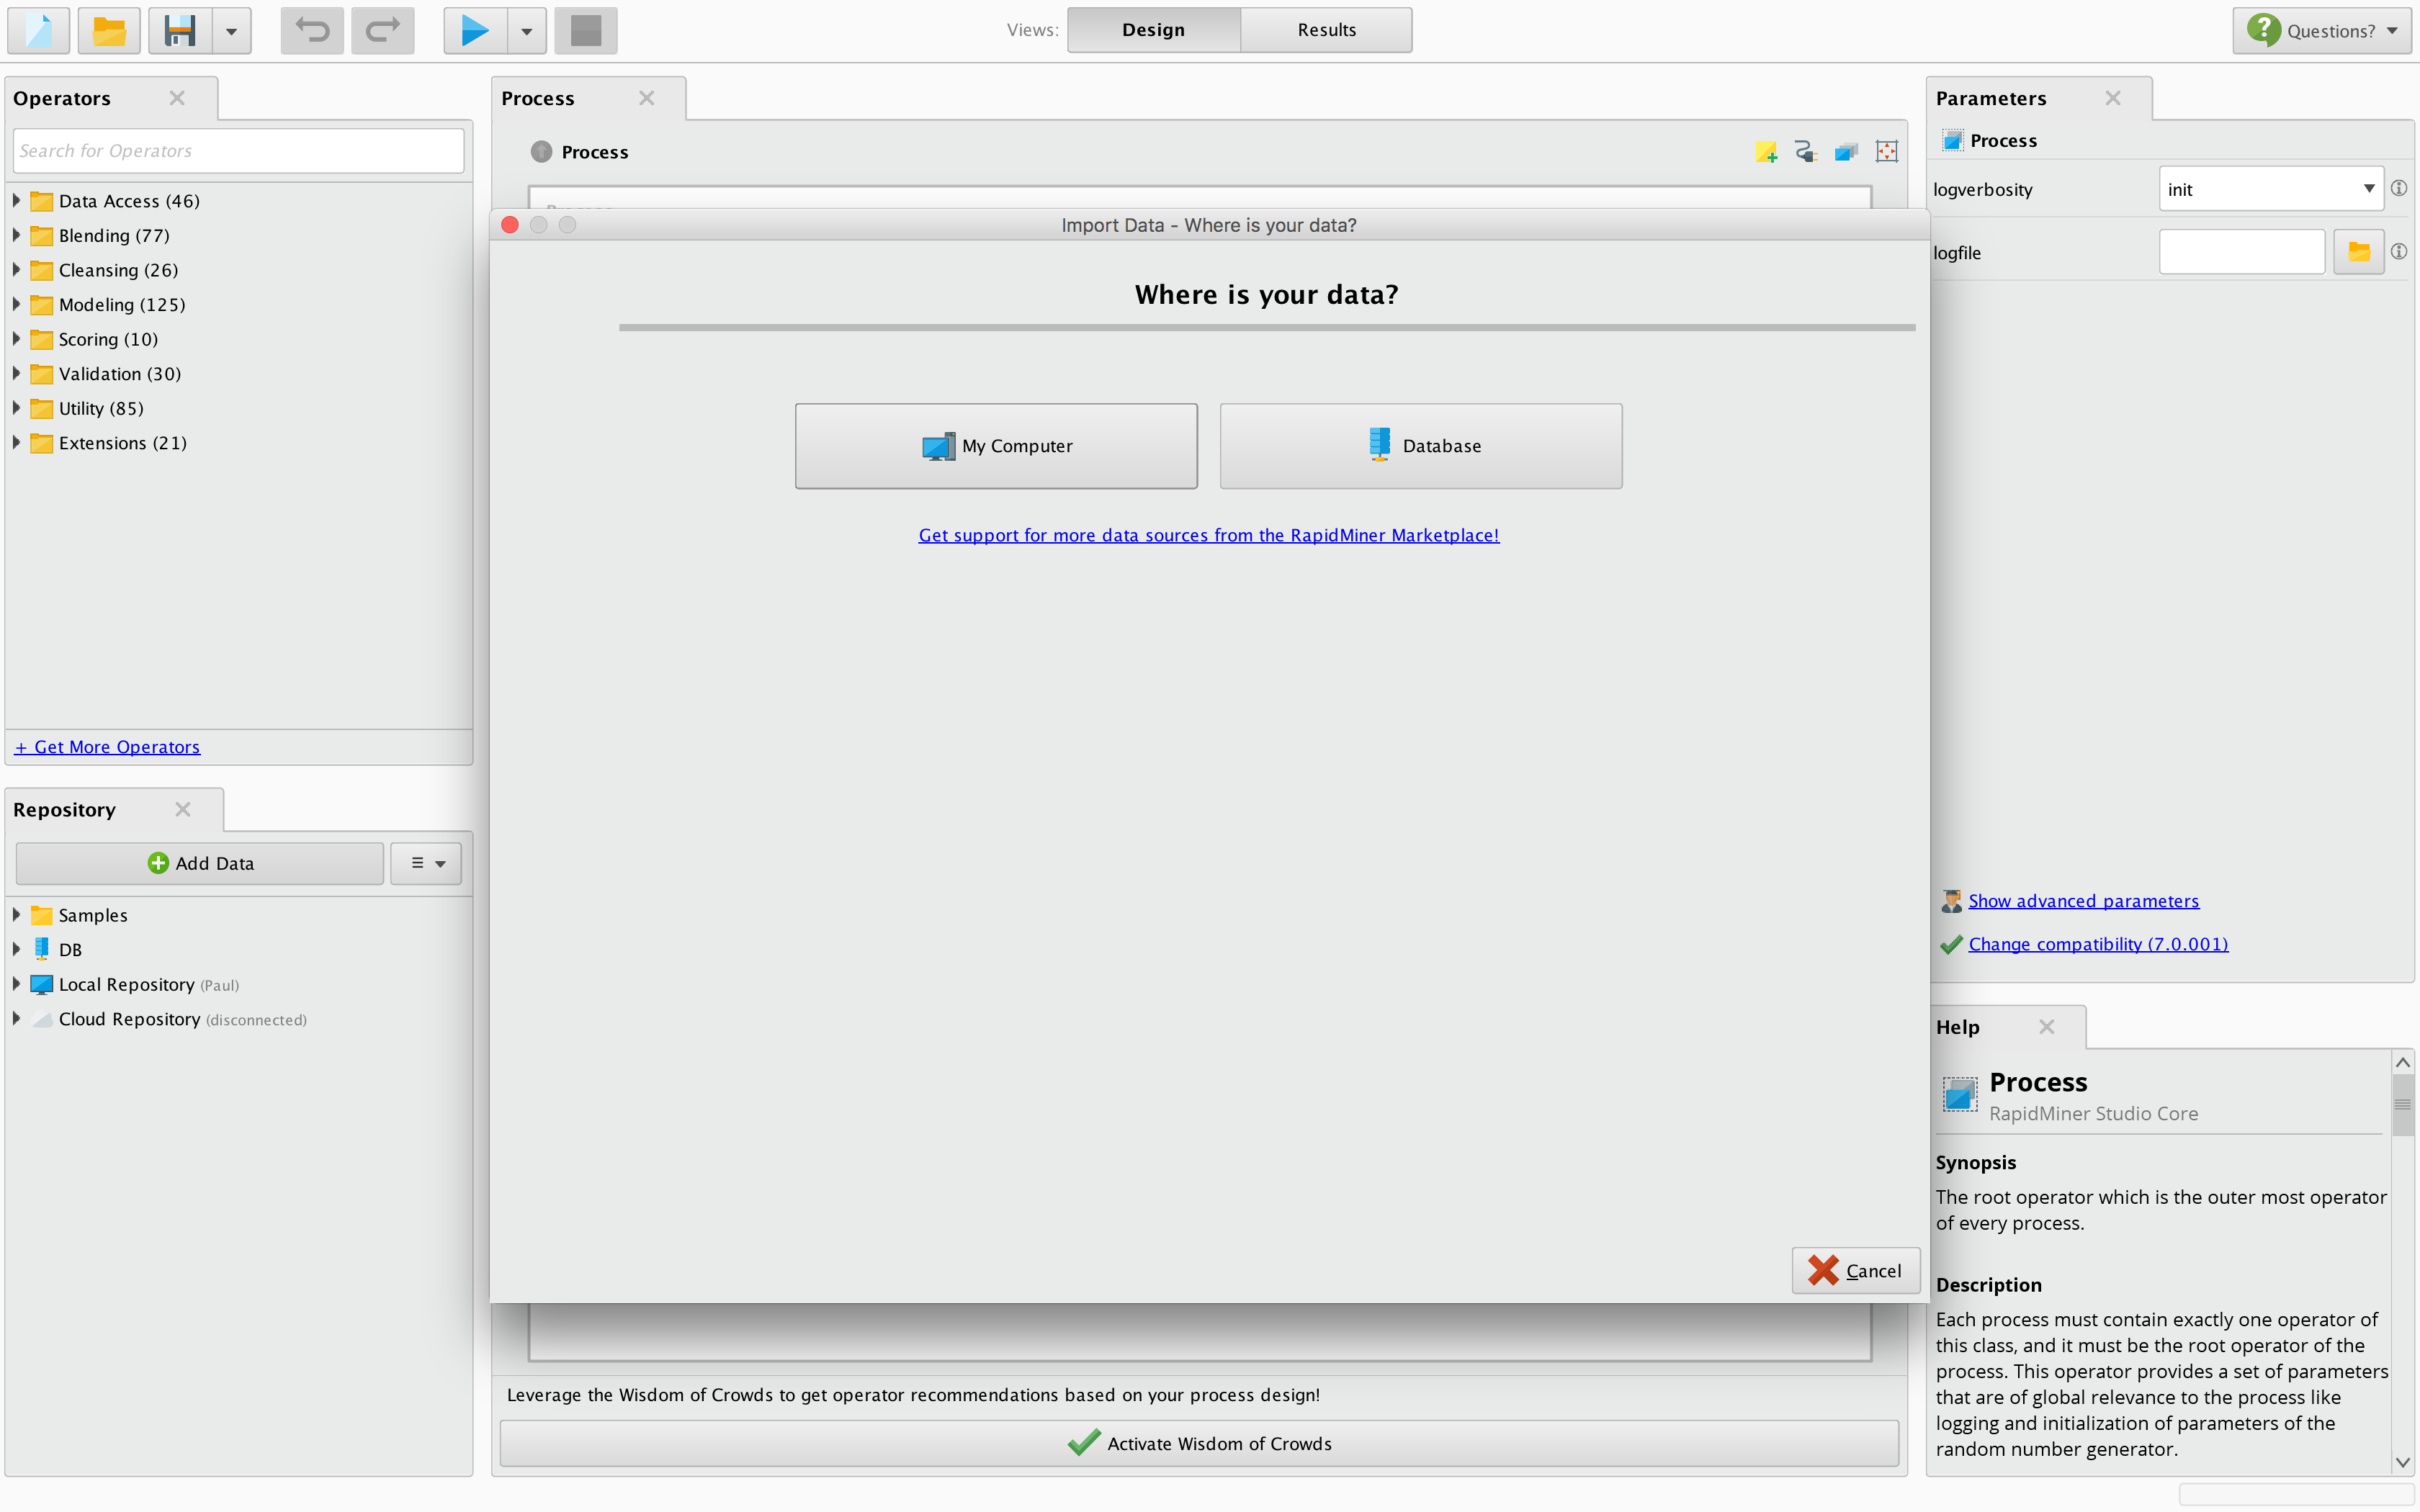 Views:
Design
Results
Questions?
Operators
Search for Operators
Data Access (46)
Blending (77)
Cleansing (26)
Modeling (125)
Scoring (10)
Validation (30)
Utility (85)
Extensions (21)
+ Get More Operators
Repository
Add Data
Samples
DB
Local Repository (Paul)
Cloud Repository (disconnected)
Process
Process
Import Data - Where is your data?
Where is your data?
My Computer
Database
Get support for more data sources from the RapidMiner Marketplace!
Cancel
Leverage the Wisdom of Crowds to get operator recommendations based on your process design!
Activate Wisdom of Crowds
Parameters
Process
logverbosity
init
logfile
Show advanced parameters
Change compatibility (7.0.001)
Help
Process
RapidMiner Studio Core
Synopsis
The root operator which is the outer most operator
of every process.
Description
Each process must contain exactly one operator of
this class, and it must be the root operator of the
process. This operator provides a set of parameters
that are of global relevance to the process like
logging and initialization of parameters of the
random number generator.